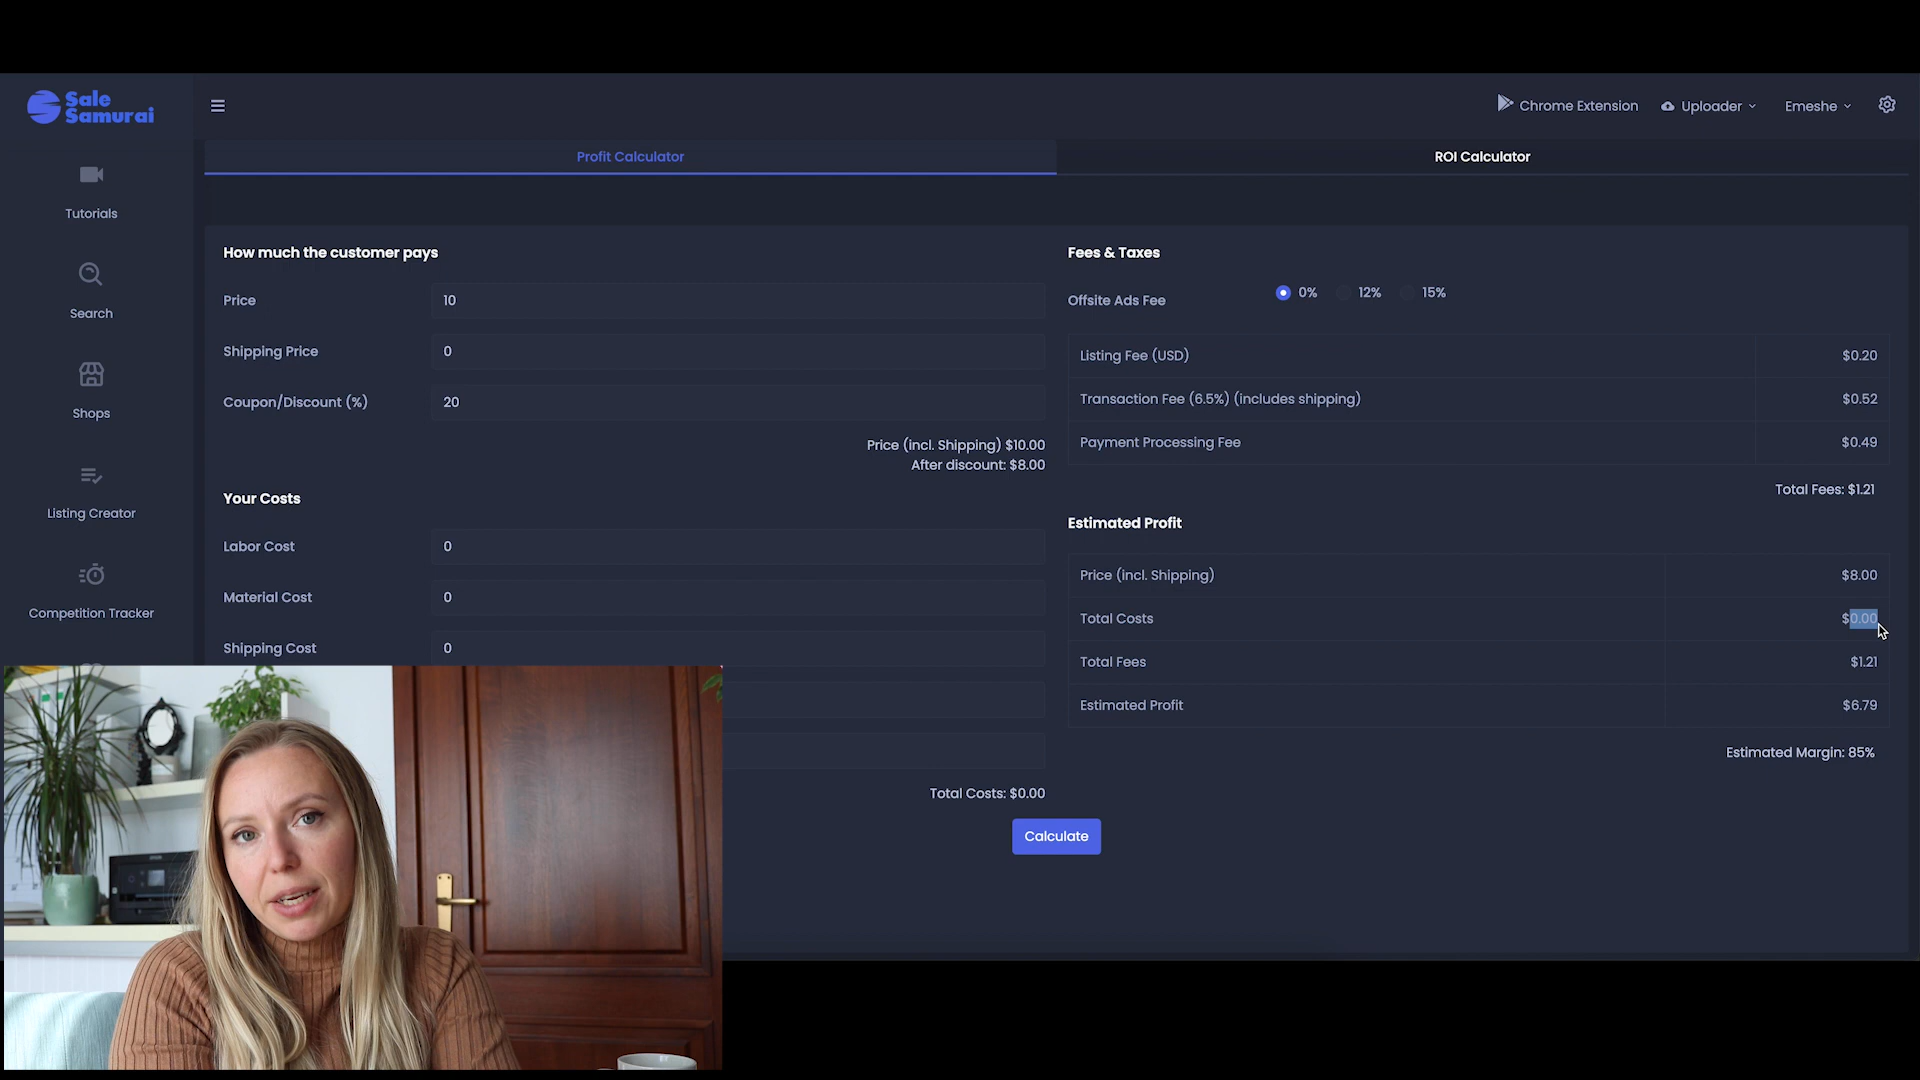 Sale
Samurai
Chrome Extension
Uploader
Emeshe
Profit Calculator
ROI Calculator
Tutorials
Search
Shops
Listing Creator
Competition Tracker
How much the customer pays
Price
10
Shipping Price
0
Coupon/Discount (%)
20
Price (incl. Shipping) $10.00
After discount: $8.00
Your Costs
Labor Cost
0
Material Cost
0
Shipping Cost
0
Total Costs: $0.00
Calculate
Fees & Taxes
Offsite Ads Fee
0%
12%
15%
Listing Fee (USD)
$0.20
Transaction Fee (6.5%) (includes shipping)
$0.52
Payment Processing Fee
$0.49
Total Fees: $1.21
Estimated Profit
Price (incl. Shipping)
$8.00
Total Costs
$0.00
Total Fees
$1.21
Estimated Profit
$6.79
Estimated Margin: 85%